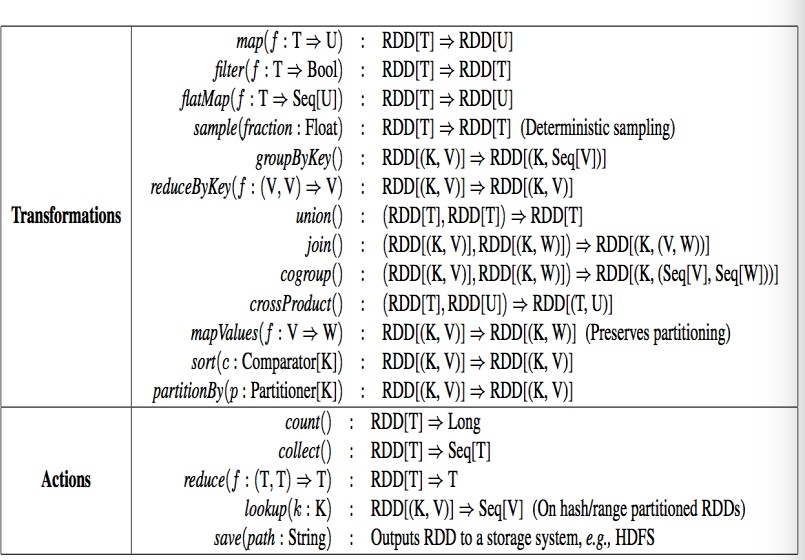 map(f : T ⇒ U) : RDD[T] ⇒ RDD[U]
filter(f : T ⇒ Bool) : RDD[T] ⇒ RDD[T]
flatMap(f : T ⇒ Seq[U]) : RDD[T] ⇒ RDD[U]
sample(fraction : Float) : RDD[T] ⇒ RDD[T] (Deterministic sampling)
groupByKey() : RDD[(K, V)] ⇒ RDD[(K, Seq[V])]
reduceByKey(f : (V, V) ⇒ V) : RDD[(K, V)] ⇒ RDD[(K, V)]
Transformations union() : (RDD[T], RDD[T]) ⇒ RDD[T]
join() : (RDD[(K, V)], RDD[(K, W)]) ⇒ RDD[(K, (V, W))]
cogroup() : (RDD[(K, V)], RDD[(K, W)]) ⇒ RDD[(K, (Seq[V], Seq[W]))]
crossProduct() : (RDD[T], RDD[U]) ⇒ RDD[(T, U)]
mapValues(f : V ⇒ W) : RDD[(K, V)] ⇒ RDD[(K, W)] (Preserves partitioning)
sort(c : Comparator[K]) : RDD[(K, V)] ⇒ RDD[(K, V)]
partitionBy(p : Partitioner[K]) : RDD[(K, V)] ⇒ RDD[(K, V)]
count() : RDD[T] ⇒ Long
collect() : RDD[T] ⇒ Seq[T]
Actions reduce(f : (T, T) ⇒ T) : RDD[T] ⇒ T
lookup(k : K) : RDD[(K, V)] ⇒ Seq[V] (On hash/range partitioned RDDs)
save(path : String) : Outputs RDD to a storage system, e.g., HDFS